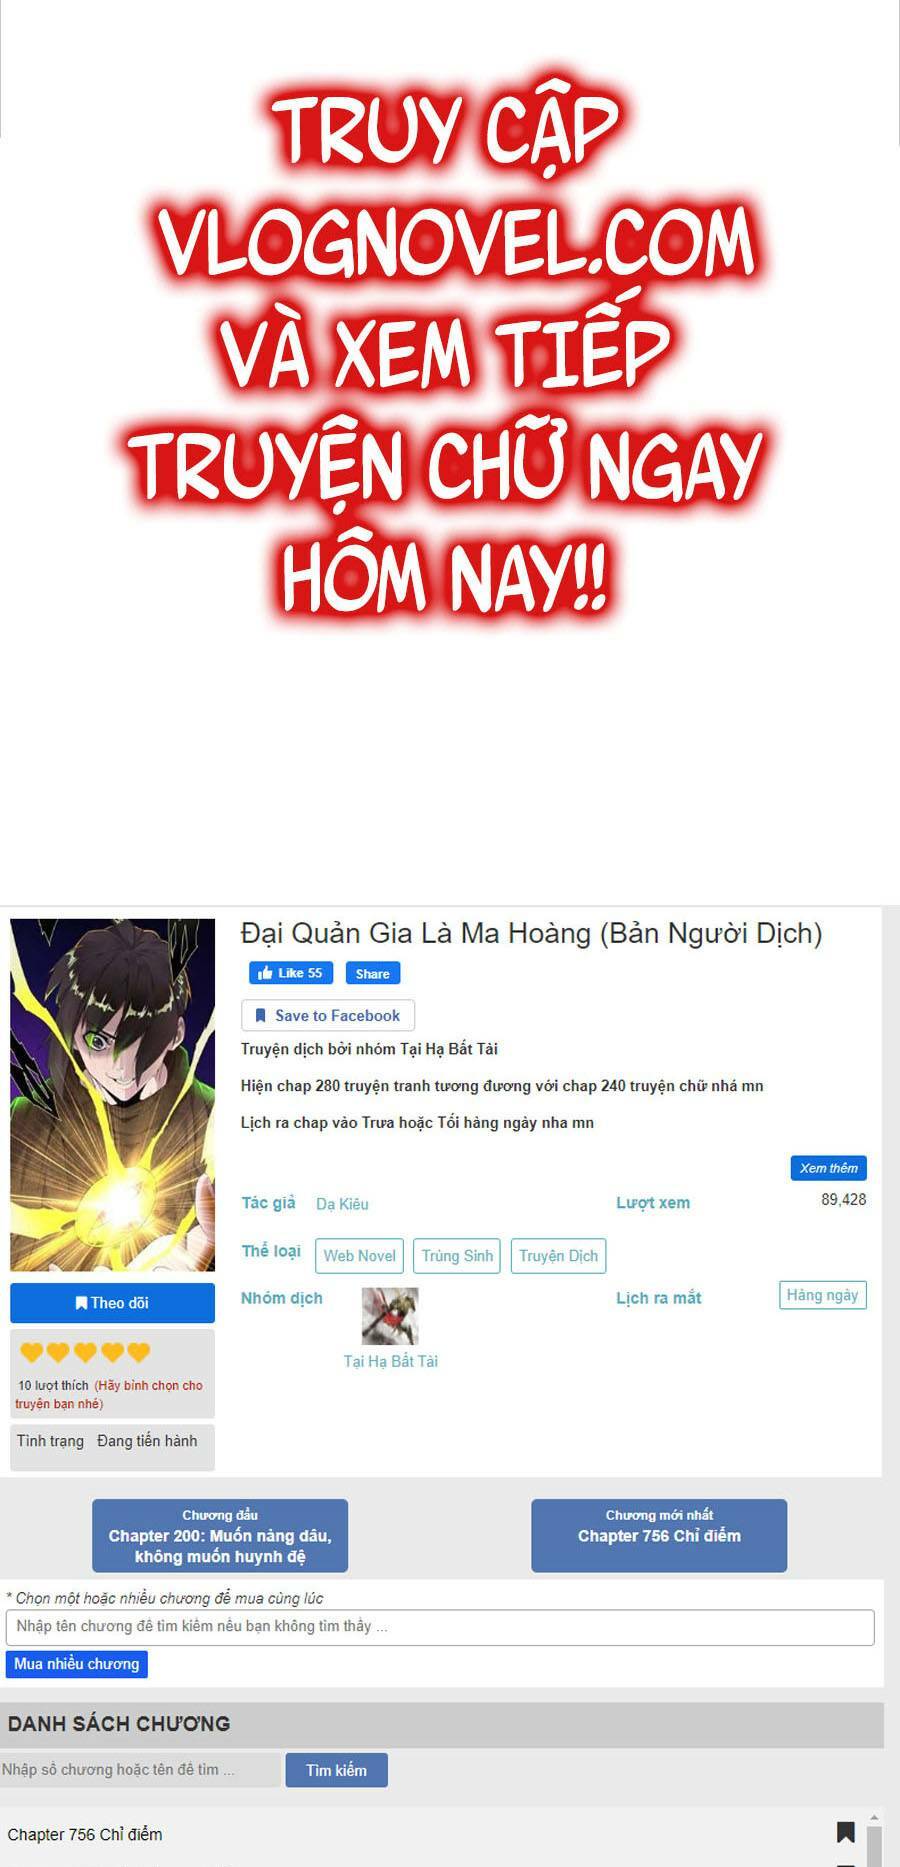 TRUY CẬP
VLOGNOVEL.COM
VÀ XEM TIẾP
TRUYỆN CHỮ NGAY
HÔM NAY!!
Đại Quản Gia Là Ma Hoàng (Bản Người Dịch)
Like 55
Share
Save to Facebook
Truyện dịch bởi nhóm Tại Hạ Bất Tài
Hiện chap 280 truyện tranh tương đương với chap 240 truyện chữ nhá mn
Lịch ra chap vào Trưa hoặc Tối hàng ngày nha mn
Xem thêm
Tác giả Dạ Kiêu
Lượt xem 89,428
Thể loại Web Novel Trùng Sinh Truyện Dịch
Nhóm dịch
Tại Hạ Bất Tài
Lịch ra mắt Hàng ngày
Theo dõi
10 lượt thích (Hãy bình chọn cho
truyện bạn nhé)
Tình trạng Đang tiến hành
Chương đầu
Chapter 200: Muốn nàng dâu,
không muốn huynh đệ
Chương mới nhất
Chapter 756 Chỉ điểm
* Chọn một hoặc nhiều chương để mua cùng lúc
Nhập tên chương để tìm kiếm nếu bạn không tìm thấy ...
Mua nhiều chương
DANH SÁCH CHƯƠNG
Nhập số chương hoặc tên để tìm ...
Tìm kiếm
Chapter 756 Chỉ điểm